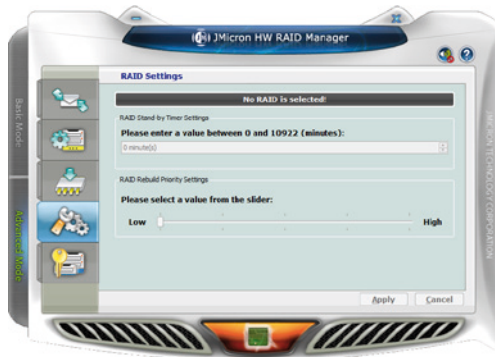 JMicron HW RAID Manager
RAID Settings
No RAID is selected!
RAID Stand-by Timer Settings
Please enter a value between 0 and 10922 (minutes):
0 minute(s)
RAID Rebuild Priority Settings
Please select a value from the slider:
Low
High
Apply
Cancel
Basic Mode
Advanced Mode
JMICRON TECHNOLOGY CORPORATION